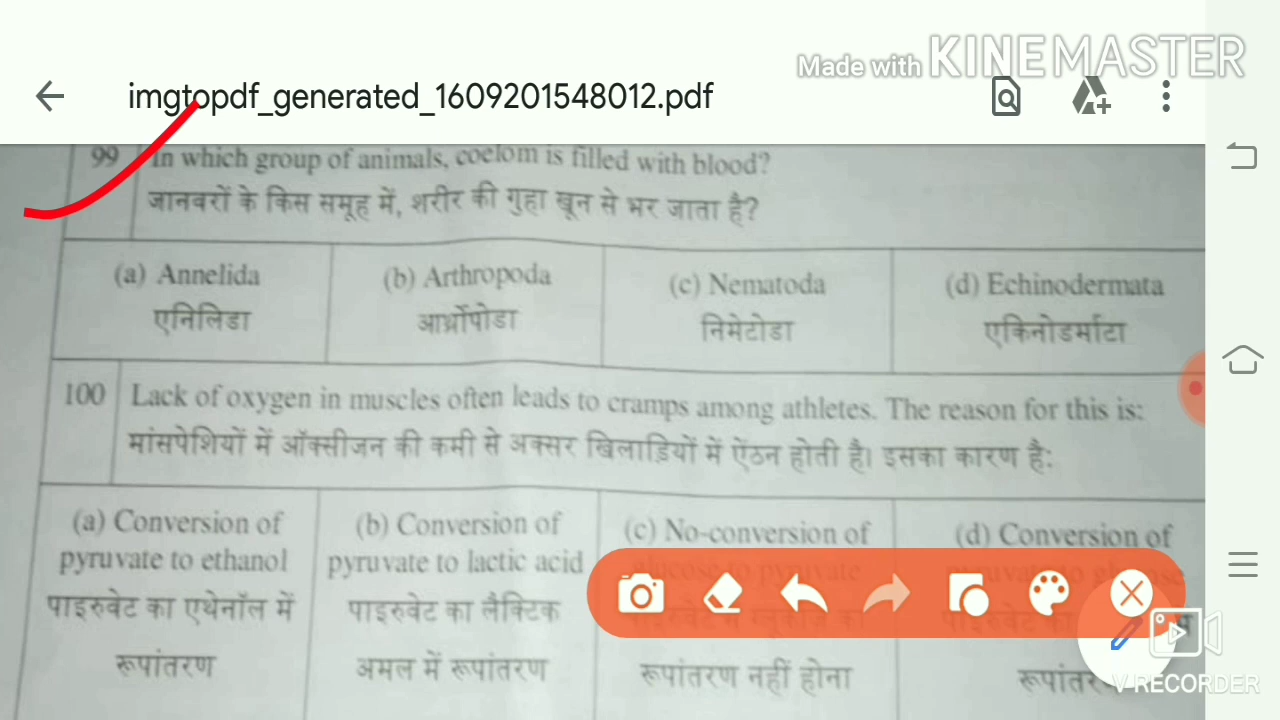 Made with KINEMASTER
imgtopdf_generated_1609201548012.pdf
99 In which group of animals, coelom is filled with blood?
जानवरों के किस समूह में, शरीर की गुहा खून से भर जाता है?
(a) Annelida (b) Arthropoda (c) Nematoda (d) Echinodermata
एनिलिडा आर्थ्रोपोडा निमेटोडा एकिनोडर्माटा
100 Lack of oxygen in muscles often leads to cramps among athletes. The reason for this is:
मांसपेशियों में ऑक्सीजन की कमी से अक्सर खिलाड़ियों में ऐंठन होती है। इसका कारण है:
(a) Conversion of (b) Conversion of (c) No-conversion of (d) Conversion of
pyruvate to ethanol pyruvate to lactic acid
पाइरुवेट का एथेनॉल में पाइरुवेट का लैक्टिक
रूपांतरण अमल में रूपांतरण रूपांतरण नहीं होना
V RECORDER